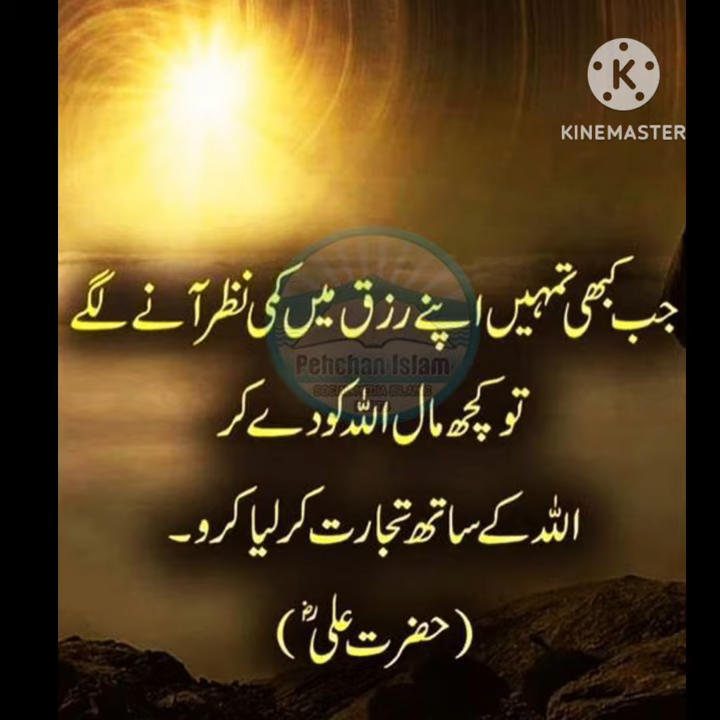 KINEMASTER
جب کبھی تمہیں اپنے رزق میں کمی نظر آنے لگے
Pehchan Islam
تو کچھ مال اللہ کو دے کر
اللہ کے ساتھ تجارت کر لیا کرو۔
(حضرت علیؓ)